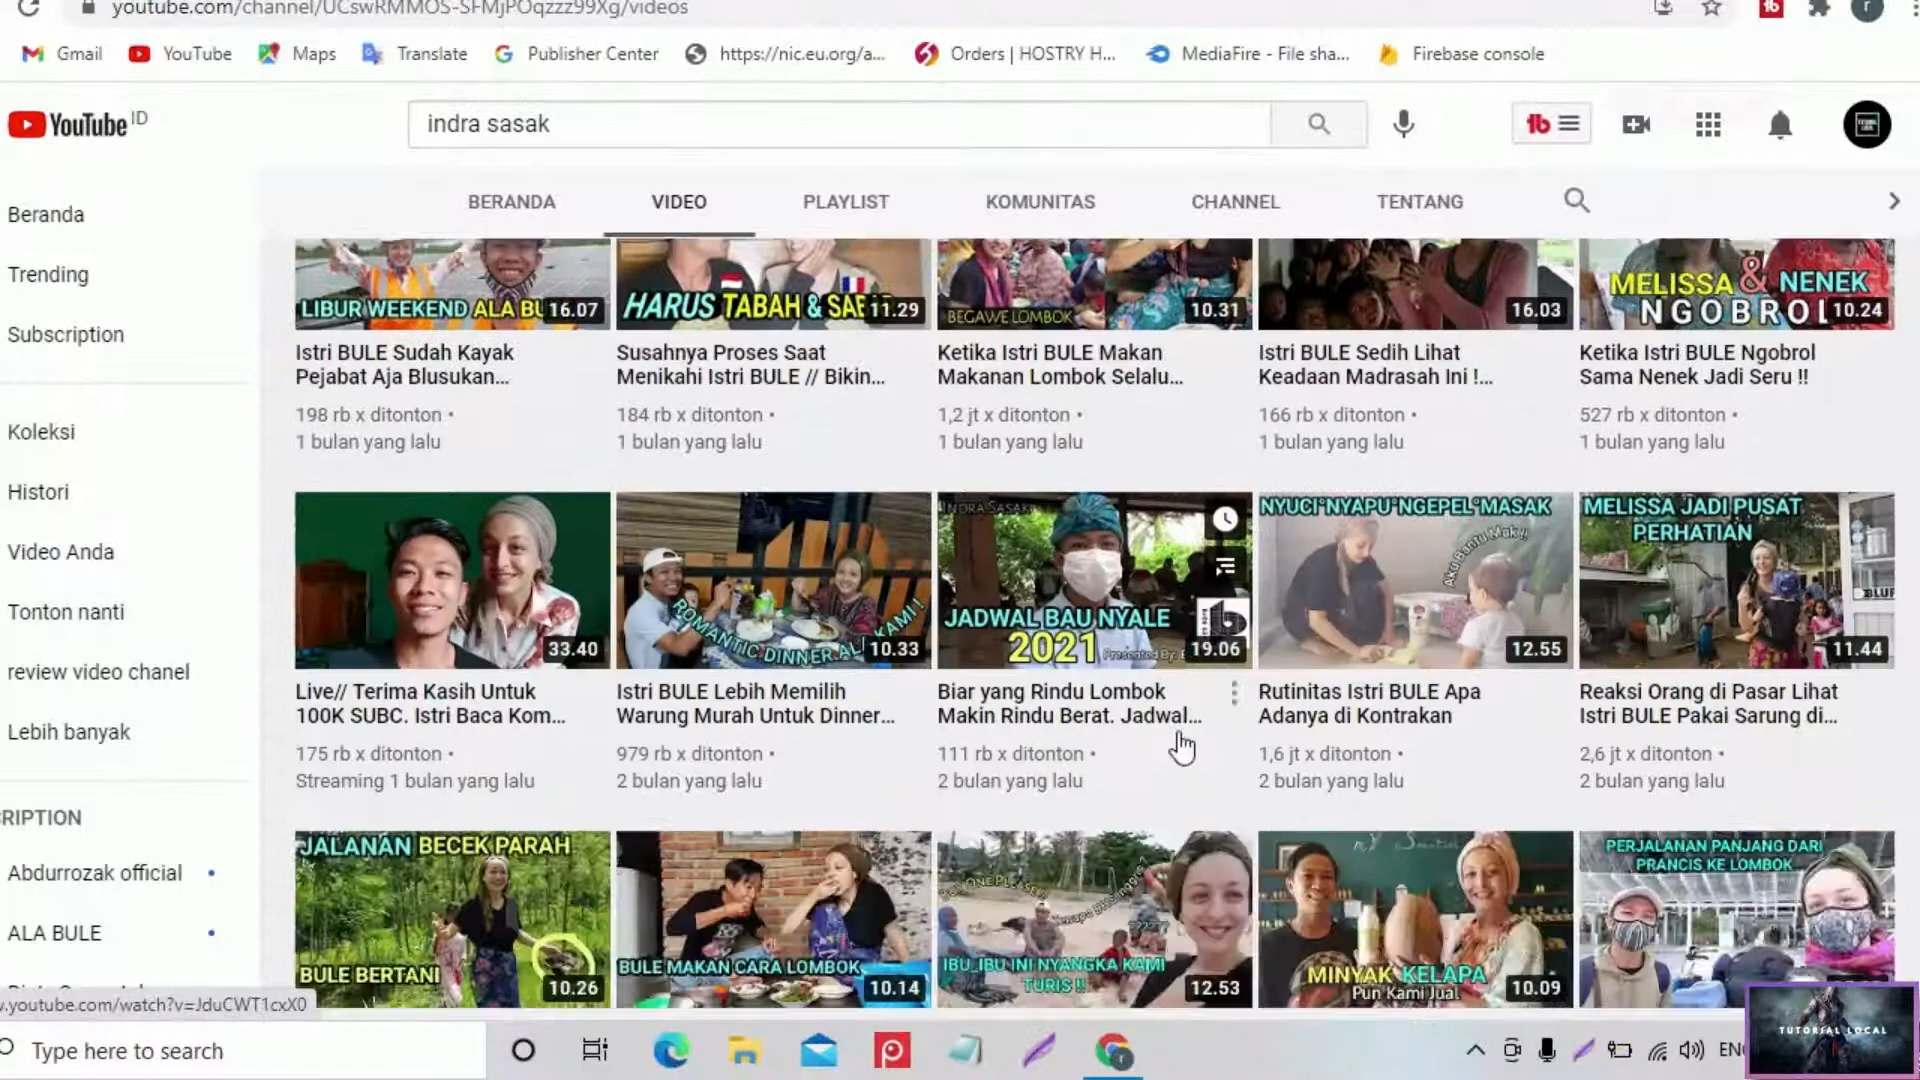 youtube.com/channel/UCswRMMOS-SFMjPOqzzz99Xg/videos
Gmail
YouTube
Maps
Translate
Publisher Center
https://nic.eu.org/a...
Orders | HOSTRY H...
MediaFire - File sha...
Firebase console
YouTube ID
indra sasak
BERANDA
VIDEO
PLAYLIST
KOMUNITAS
CHANNEL
TENTANG
Beranda
Trending
Subscription
Koleksi
Histori
Video Anda
Tonton nanti
review video chanel
Lebih banyak
RIPTION
Abdurrozak official
ALA BULE
LIBUR WEEKEND ALA BU
16.07
Istri BULE Sudah Kayak
Pejabat Aja Blusukan...
198 rb x ditonton •
1 bulan yang lalu
HARUS TABAH & SAB
11.29
Susahnya Proses Saat
Menikahi Istri BULE // Bikin...
184 rb x ditonton •
1 bulan yang lalu
BEGAWE LOMBOK
10.31
Ketika Istri BULE Makan
Makanan Lombok Selalu...
1,2 jt x ditonton •
1 bulan yang lalu
16.03
Istri BULE Sedih Lihat
Keadaan Madrasah Ini !...
166 rb x ditonton •
1 bulan yang lalu
MELISSA & NENEK
NGOBROL
10.24
Ketika Istri BULE Ngobrol
Sama Nenek Jadi Seru !!
527 rb x ditonton •
1 bulan yang lalu
33.40
Live// Terima Kasih Untuk
100K SUBC. Istri Baca Kom...
175 rb x ditonton •
Streaming 1 bulan yang lalu
ROMANTIC DINNER ALA KAMI !
10.33
Istri BULE Lebih Memilih
Warung Murah Untuk Dinner...
979 rb x ditonton •
2 bulan yang lalu
INDRA SASAK
JADWAL BAU NYALE
2021
Presented By:
19.06
Biar yang Rindu Lombok
Makin Rindu Berat. Jadwal...
111 rb x ditonton •
2 bulan yang lalu
NYUCI*NYAPU*NGEPEL*MASAK
Aku Bantu Mak !!
12.55
Rutinitas Istri BULE Apa
Adanya di Kontrakan
1,6 jt x ditonton •
2 bulan yang lalu
MELISSA JADI PUSAT
PERHATIAN
11.44
Reaksi Orang di Pasar Lihat
Istri BULE Pakai Sarung di...
2,6 jt x ditonton •
2 bulan yang lalu
JALANAN BECEK PARAH
BULE BERTANI
10.26
BULE MAKAN CARA LOMBOK
10.14
IBU_IBU INI NYANGKA KAMI
TURIS !!
12.53
MINYAK KELAPA
Pun Kami Jual
10.09
PERJALANAN PANJANG DARI
PRANCIS KE LOMBOK
.youtube.com/watch?v=JduCWT1cxX0
Type here to search
TUTORIAL LOCAL